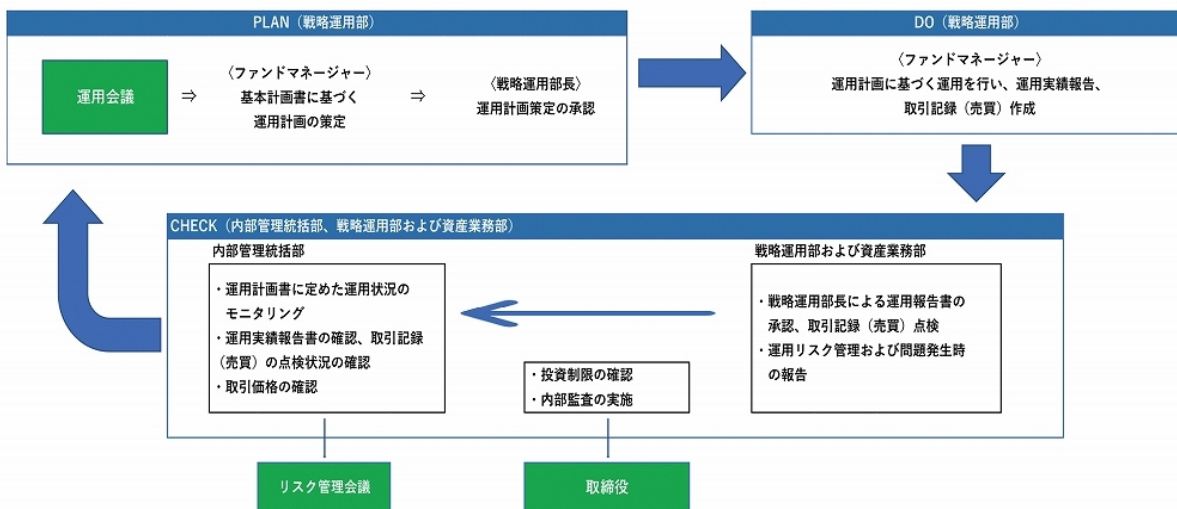 PLAN（戦略運用部）
運用会議
⇒
〈ファンドマネージャー〉
基本計画書に基づく
運用計画の策定
⇒
〈戦略運用部長〉
運用計画策定の承認
DO（戦略運用部）
〈ファンドマネージャー〉
運用計画に基づく運用を行い、運用実績報告、
取引記録（売買）作成
CHECK（内部管理統括部、戦略運用部および資産業務部）
内部管理統括部
・運用計画書に定めた運用状況の
モニタリング
・運用実績報告書の確認、取引記録
（売買）の点検状況の確認
・取引価格の確認
・投資制限の確認
・内部監査の実施
戦略運用部および資産業務部
・戦略運用部長による運用報告書の
承認、取引記録（売買）点検
・運用リスク管理および問題発生時
の報告
リスク管理会議
取締役